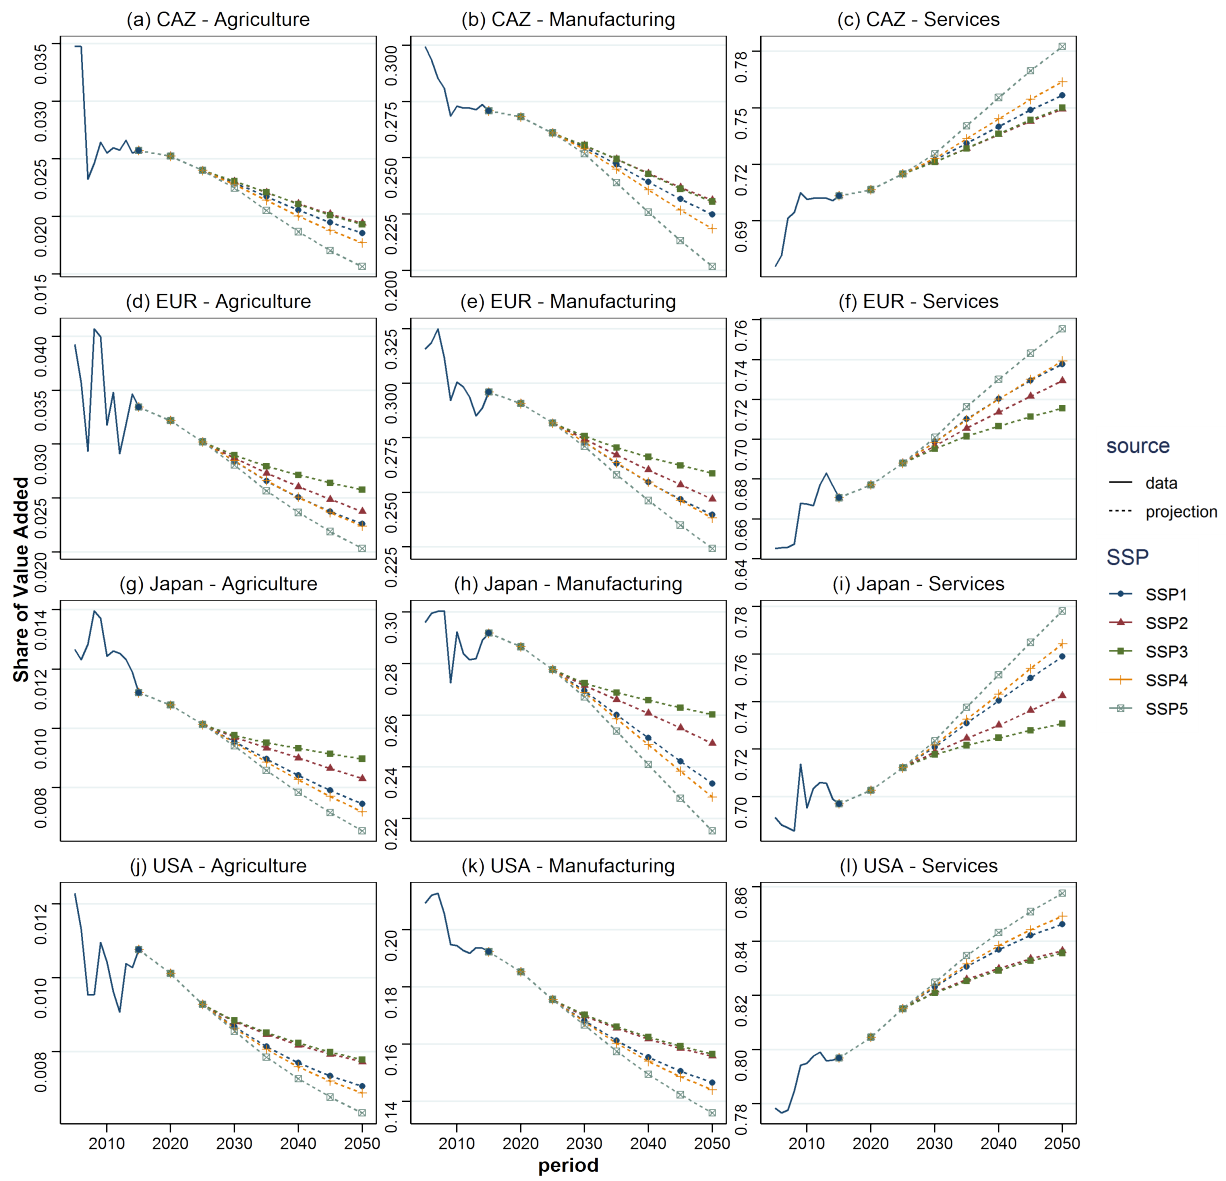 (a) CAZ - Agriculture
(b) CAZ - Manufacturing
(c) CAZ - Services
0.035
0.030
0.025
0.020
0.015
0.300
0.275
0.250
0.225
0.200
0.78
0.75
0.72
0.69
(d) EUR - Agriculture
(e) EUR - Manufacturing
(f) EUR - Services
0.040
0.035
0.030
0.025
0.020
0.325
0.300
0.275
0.250
0.225
0.76
0.74
0.72
0.70
0.68
0.66
0.64
Share of Value Added
(g) Japan - Agriculture
(h) Japan - Manufacturing
(i) Japan - Services
0.014
0.012
0.010
0.008
0.30
0.28
0.26
0.24
0.22
0.78
0.76
0.74
0.72
0.70
(j) USA - Agriculture
(k) USA - Manufacturing
(l) USA - Services
0.012
0.010
0.008
0.20
0.18
0.16
0.14
0.86
0.84
0.82
0.80
0.78
2010 2020 2030 2040 2050
2010 2020 2030 2040 2050
2010 2020 2030 2040 2050
period
source
data
projection
SSP
SSP1
SSP2
SSP3
SSP4
SSP5